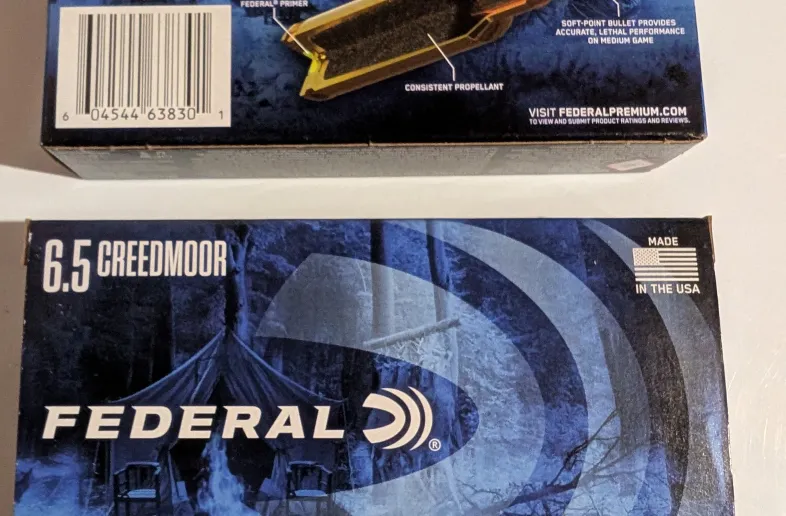 FEDERAL® PRIMER
SOFT-POINT BULLET PROVIDES
ACCURATE, LETHAL PERFORMANCE
ON MEDIUM GAME
CONSISTENT PROPELLANT
6 04544 63830 1
VISIT FEDERALPREMIUM.COM
TO VIEW AND SUBMIT PRODUCT RATINGS AND REVIEWS.
6.5 CREEDMOOR
MADE
IN THE USA
FEDERAL®